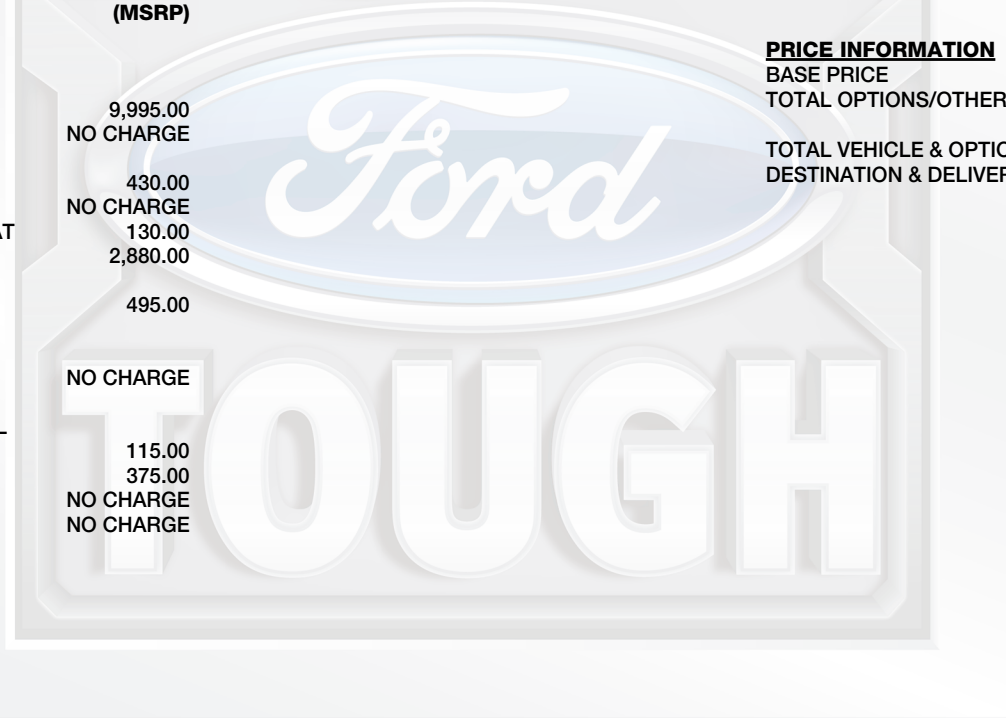 (MSRP)
9,995.00
NO CHARGE
430.00
NO CHARGE
AT 130.00
2,880.00
495.00
NO CHARGE
115.00
375.00
NO CHARGE
NO CHARGE
PRICE INFORMATION
BASE PRICE
TOTAL OPTIONS/OTHER
TOTAL VEHICLE & OPTIO
DESTINATION & DELIVER
Ford
TOUGH